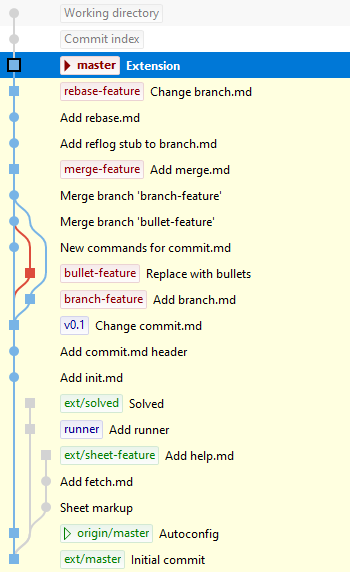 Working directory
Commit index
master Extension
rebase-feature Change branch.md
Add rebase.md
Add reflog stub to branch.md
merge-feature Add merge.md
Merge branch 'branch-feature'
Merge branch 'bullet-feature'
New commands for commit.md
bullet-feature Replace with bullets
branch-feature Add branch.md
v0.1 Change commit.md
Add commit.md header
Add init.md
ext/solved Solved
runner Add runner
ext/sheet-feature Add help.md
Add fetch.md
Sheet markup
origin/master Autoconfig
ext/master Initial commit